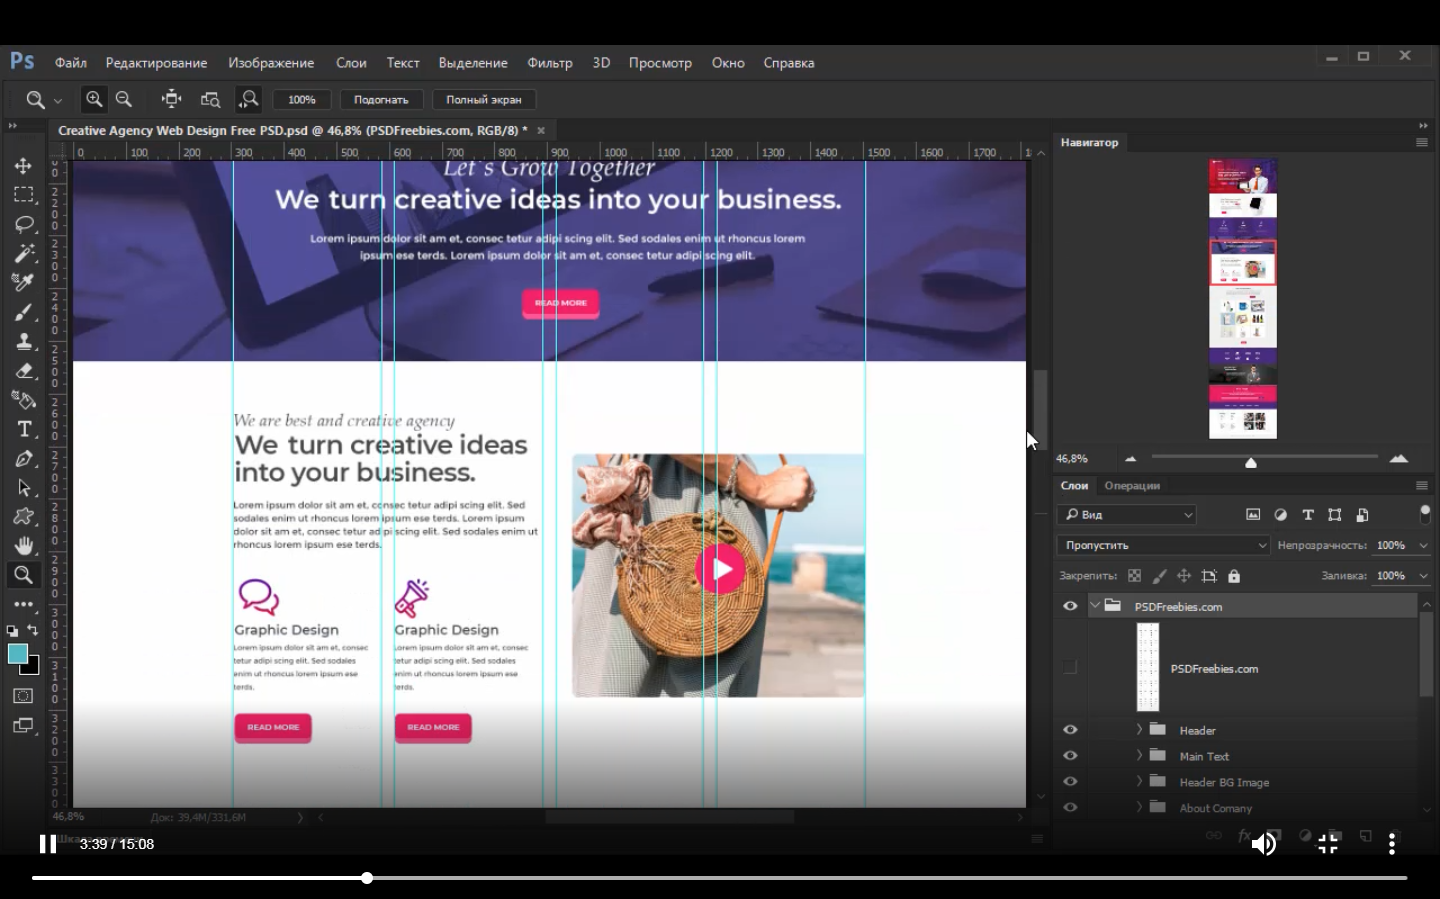 Ps Файл Редактирование Изображение Слои Текст Выделение Фильтр 3D Просмотр Окно Справка
100% Подогнать Полный экран
Creative Agency Web Design Free PSD.psd @ 46,8% (PSDFreebies.com, RGB/8) *
0 100 200 300 400 500 600 700 800 900 1000 1100 1200 1300 1400 1500 1600 1700
Let's Grow Together
We turn creative ideas into your business.
Lorem ipsum dolor sit am et, consec tetur adipi scing elit. Sed sodales enim ut rhoncus lorem
ipsum ese terds. Lorem ipsum dolor sit am et, consec tetur adipi scing elit.
READ MORE
We are best and creative agency
We turn creative ideas
into your business.
Lorem ipsum dolor sit am et, consec tetur adipi scing elit. Sed
sodales enim ut rhoncus lorem ipsum ese terds. Lorem ipsum
dolor sit am et, consec tetur adipi scing elit. Sed sodales enim ut
rhoncus lorem ipsum ese terds.
Graphic Design
Lorem ipsum dolor sit am et, consec
tetur adipi scing elit. Sed sodales
enim ut rhoncus lorem ipsum ese
terds.
READ MORE
Graphic Design
Lorem ipsum dolor sit am et, consec
tetur adipi scing elit. Sed sodales
enim ut rhoncus lorem ipsum ese
terds.
READ MORE
46,8% Док: 39,4M/331,6M
Навигатор
46,8%
Слои Операции
Вид
Пропустить Непрозрачность: 100%
Закрепить: Заливка: 100%
PSDFreebies.com
PSDFreebies.com
Header
Main Text
Header BG Image
About Comany
fx
3:39 / 15:08